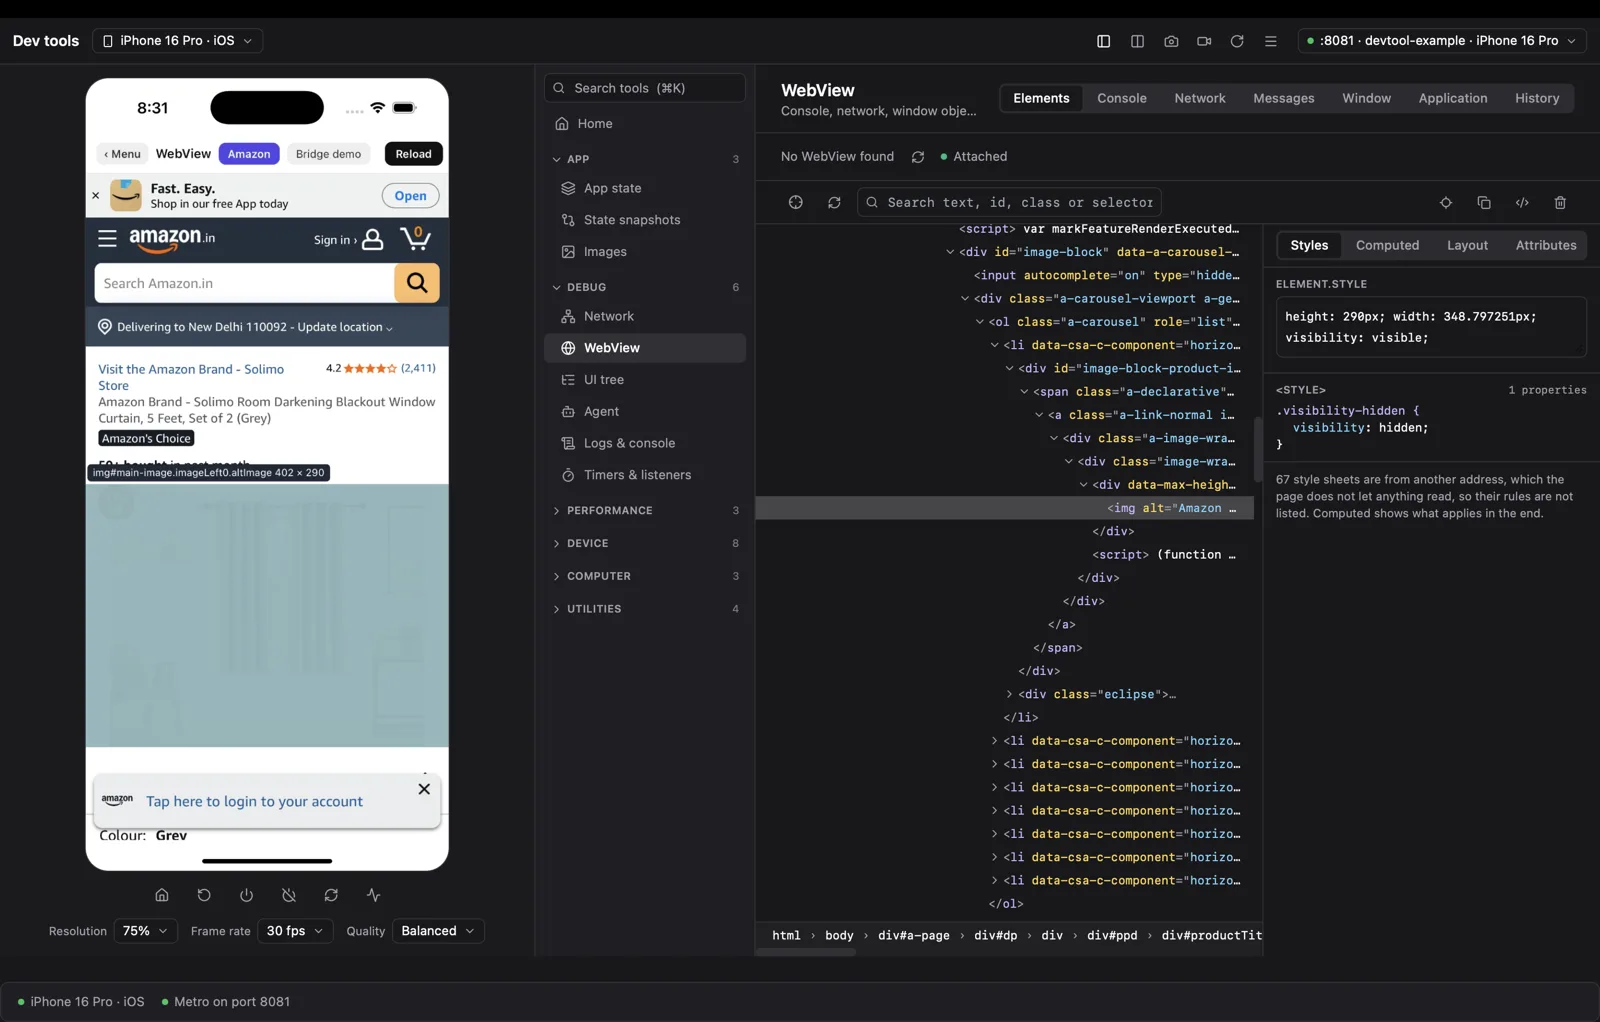 Dev tools
iPhone 16 Pro · iOS
:8081 · devtool-example · iPhone 16 Pro
8:31
‹ Menu
WebView
Amazon
Bridge demo
Reload
Fast. Easy.
Shop in our free App today
Open
amazon.in
Sign in ›
0
Search Amazon.in
Delivering to New Delhi 110092 - Update location
Visit the Amazon Brand - Solimo
Store
4.2
(2,411)
Amazon Brand - Solimo Room Darkening Blackout Window
Curtain, 5 Feet, Set of 2 (Grey)
Amazon's Choice
50+ bought in past month
img#main-image.imageLeft0.altImage 402 × 290
amazon
Tap here to login to your account
Colour: Grey
Resolution
75%
Frame rate
30 fps
Quality
Balanced
Search tools (⌘K)
Home
APP 3
App state
State snapshots
Images
DEBUG 6
Network
WebView
UI tree
Agent
Logs & console
Timers & listeners
PERFORMANCE 3
DEVICE 8
COMPUTER 3
UTILITIES 4
WebView
Console, network, window obje…
Elements
Console
Network
Messages
Window
Application
History
No WebView found
Attached
Search text, id, class or selector
<script> var markFeatureRenderExecuted…
<div id="image-block" data-a-carousel-…
<input autocomplete="on" type="hidde…
<div class="a-carousel-viewport a-ge…
<ol class="a-carousel" role="list"…
<li data-csa-c-component="horizo…
<div id="image-block-product-i…
<span class="a-declarative"…
<a class="a-link-normal i…
<div class="a-image-wra…
<div class="image-wra…
<div data-max-heigh…
<img alt="Amazon …
</div>
<script> (function …
</div>
</div>
</a>
</span>
</div>
<div class="eclipse">…
</li>
<li data-csa-c-component="horizo…
<li data-csa-c-component="horizo…
<li data-csa-c-component="horizo…
<li data-csa-c-component="horizo…
<li data-csa-c-component="horizo…
<li data-csa-c-component="horizo…
<li data-csa-c-component="horizo…
</ol>
html › body › div#a-page › div#dp › div › div#ppd › div#productTit
Styles
Computed
Layout
Attributes
ELEMENT.STYLE
height: 290px; width: 348.797251px;
visibility: visible;
<STYLE>
1 properties
.visibility-hidden {
visibility: hidden;
}
67 style sheets are from another address, which the
page does not let anything read, so their rules are not
listed. Computed shows what applies in the end.
iPhone 16 Pro · iOS
Metro on port 8081